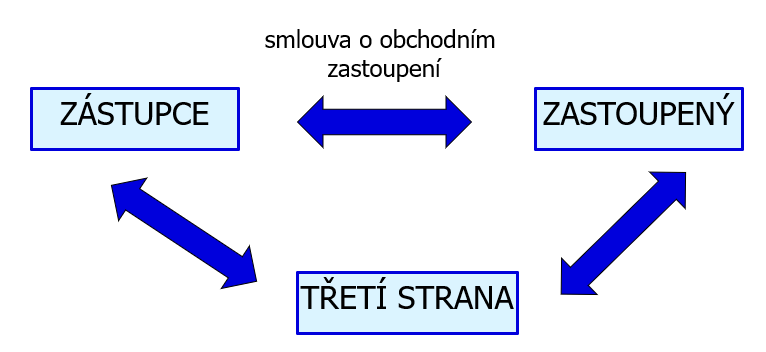 smlouva o obchodním
zastoupení
ZÁSTUPCE
ZASTOUPENÝ
TŘETÍ STRANA